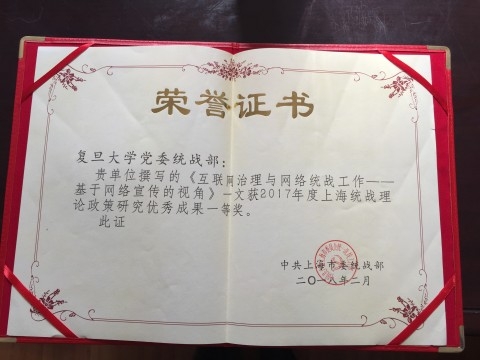 荣誉证书
复旦大学党委统战部：
贵单位撰写的《互联网治理与网络统战工作——
基于网络宣传的视角》一文获2017年度上海统战理
论政策研究优秀成果一等奖。
此证
中共上海市委统战部
二〇一八年二月